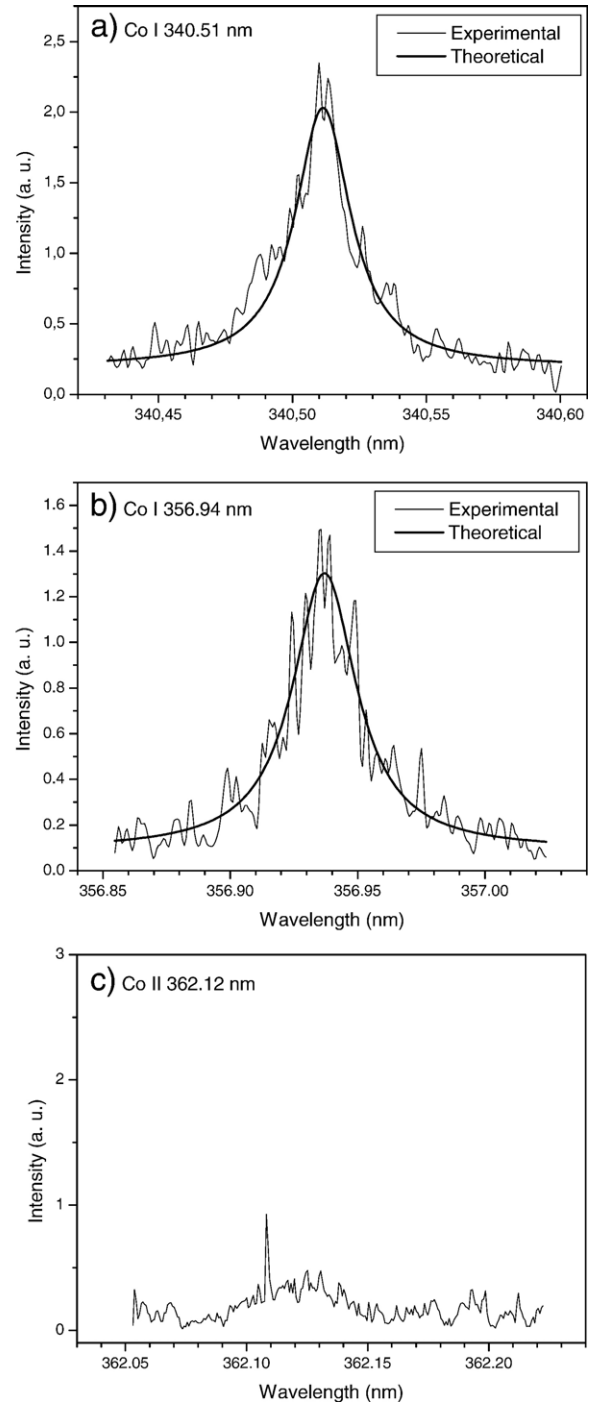 a) Co I 340.51 nm
Experimental
Theoretical
2,5
2,0
1,5
1,0
0,5
0,0
Intensity (a. u.)
340,45
340,50
340,55
340,60
Wavelength (nm)
b) Co I 356.94 nm
Experimental
Theoretical
1.6
1.4
1.2
1.0
0.8
0.6
0.4
0.2
0.0
Intensity (a. u.)
356.85
356.90
356.95
357.00
Wavelength (nm)
c) Co II 362.12 nm
3
2
1
0
Intensity (a. u.)
362.05
362.10
362.15
362.20
Wavelength (nm)